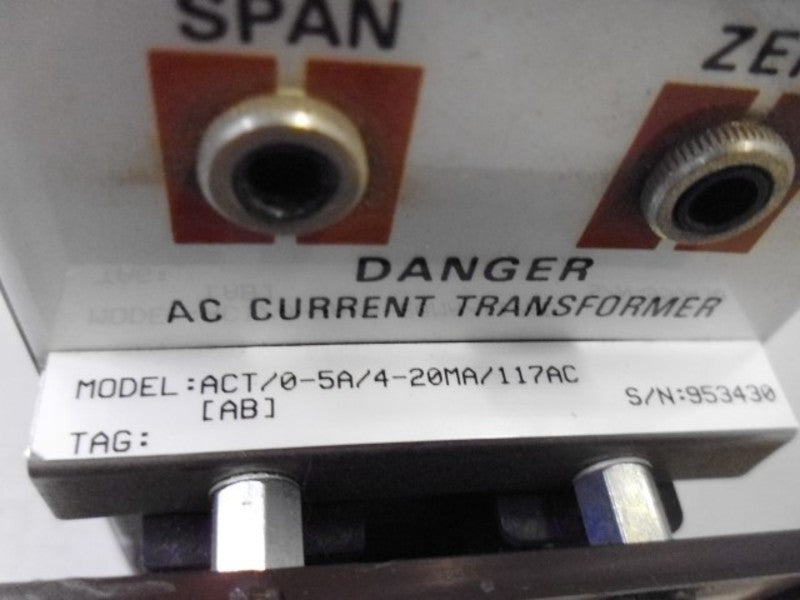 SPAN
DANGER
AC CURRENT TRANSFORMER
MODEL:ACT/0-5A/4-20MA/117AC
[AB]
S/N:953430
TAG: